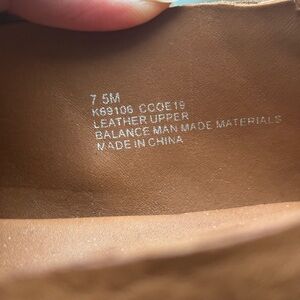 7.5M
K69106 CCOE19
LEATHER UPPER
BALANCE MAN MADE MATERIALS
MADE IN CHINA